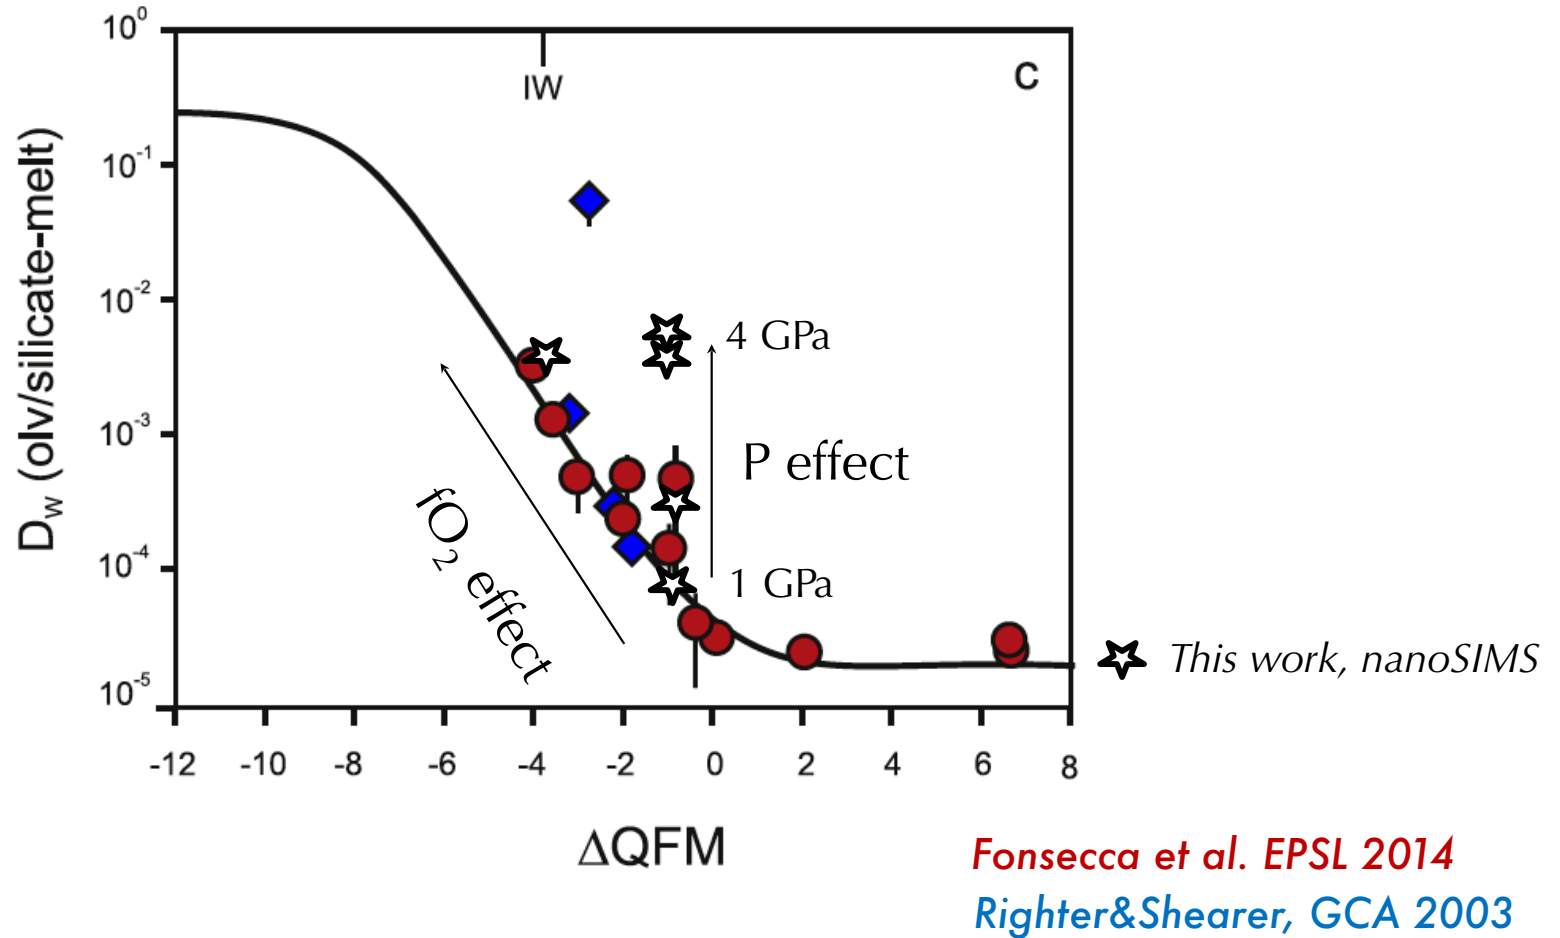 10⁰
10⁻¹
10⁻²
10⁻³
10⁻⁴
10⁻⁵
D_W (olv/silicate-melt)
IW
C
4 GPa
P effect
1 GPa
fO₂ effect
This work, nanoSIMS
-12 -10 -8 -6 -4 -2 0 2 4 6 8
ΔQFM
Fonsecca et al. EPSL 2014
Righter&Shearer, GCA 2003